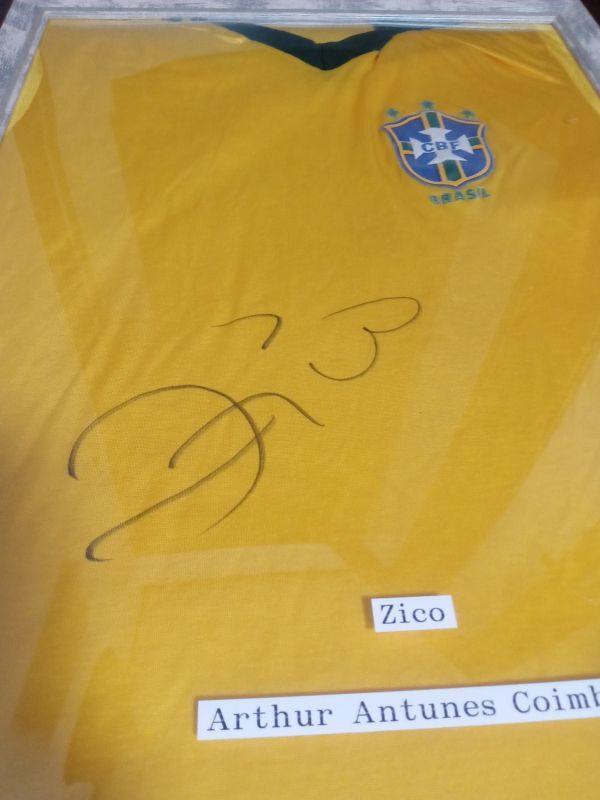 CBF
BRASIL
Zico
Arthur Antunes Coimb